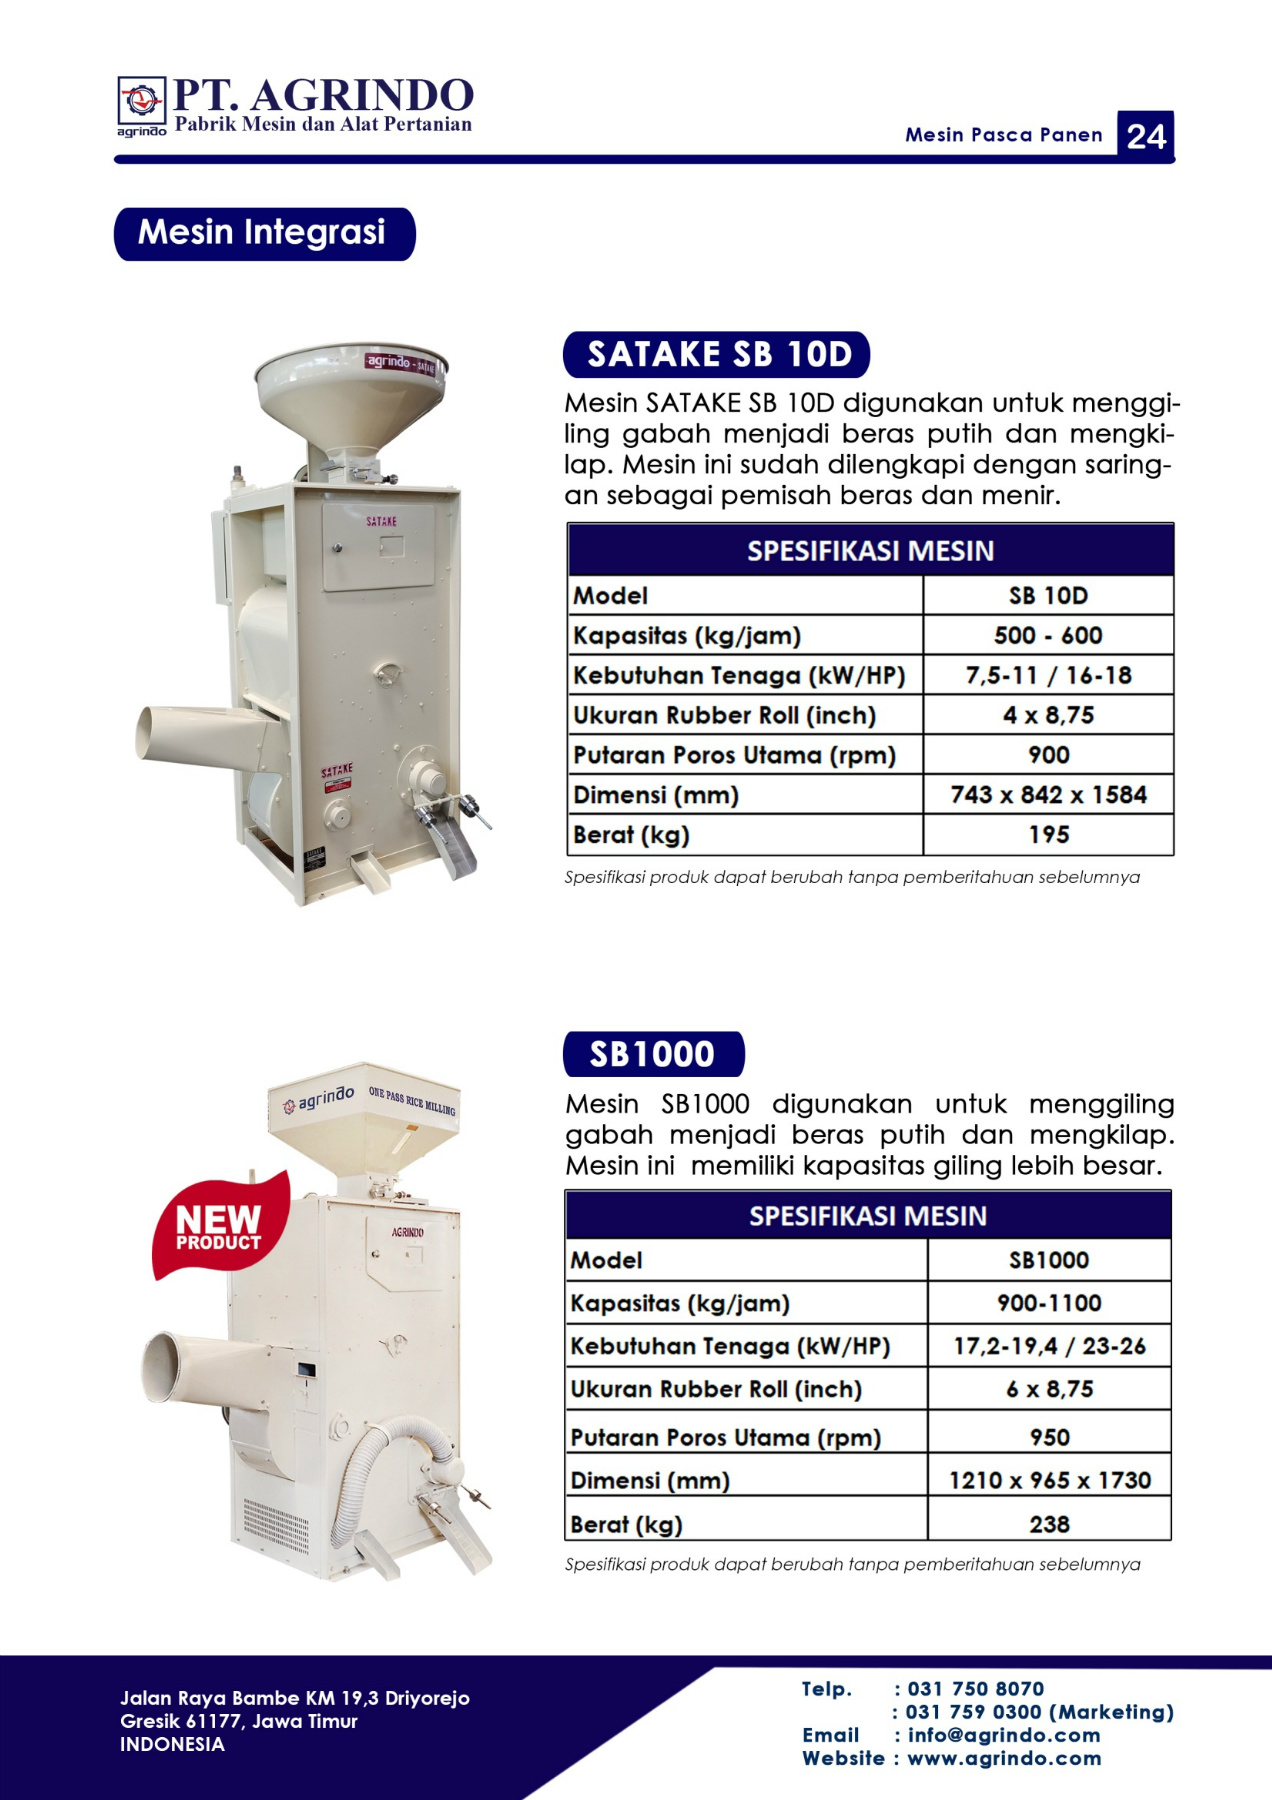 agrindo
PT. AGRINDO
Pabrik Mesin dan Alat Pertanian
Mesin Pasca Panen 24
Mesin Integrasi
agrindo - SATAKE
SATAKE
SATAKE
SATAKE SB 10D
Mesin SATAKE SB 10D digunakan untuk menggi-
ling gabah menjadi beras putih dan mengki-
lap. Mesin ini sudah dilengkapi dengan saring-
an sebagai pemisah beras dan menir.
SPESIFIKASI MESIN
Model SB 10D
Kapasitas (kg/jam) 500 - 600
Kebutuhan Tenaga (kW/HP) 7,5-11 / 16-18
Ukuran Rubber Roll (inch) 4 x 8,75
Putaran Poros Utama (rpm) 900
Dimensi (mm) 743 x 842 x 1584
Berat (kg) 195
Spesifikasi produk dapat berubah tanpa pemberitahuan sebelumnya
agrindo ONE PASS RICE MILLING
NEW
PRODUCT
AGRINDO
SB1000
Mesin SB1000 digunakan untuk menggiling
gabah menjadi beras putih dan mengkilap.
Mesin ini memiliki kapasitas giling lebih besar.
SPESIFIKASI MESIN
Model SB1000
Kapasitas (kg/jam) 900-1100
Kebutuhan Tenaga (kW/HP) 17,2-19,4 / 23-26
Ukuran Rubber Roll (inch) 6 x 8,75
Putaran Poros Utama (rpm) 950
Dimensi (mm) 1210 x 965 x 1730
Berat (kg) 238
Spesifikasi produk dapat berubah tanpa pemberitahuan sebelumnya
Jalan Raya Bambe KM 19,3 Driyorejo
Gresik 61177, Jawa Timur
INDONESIA
Telp. : 031 750 8070
: 031 759 0300 (Marketing)
Email : info@agrindo.com
Website : www.agrindo.com